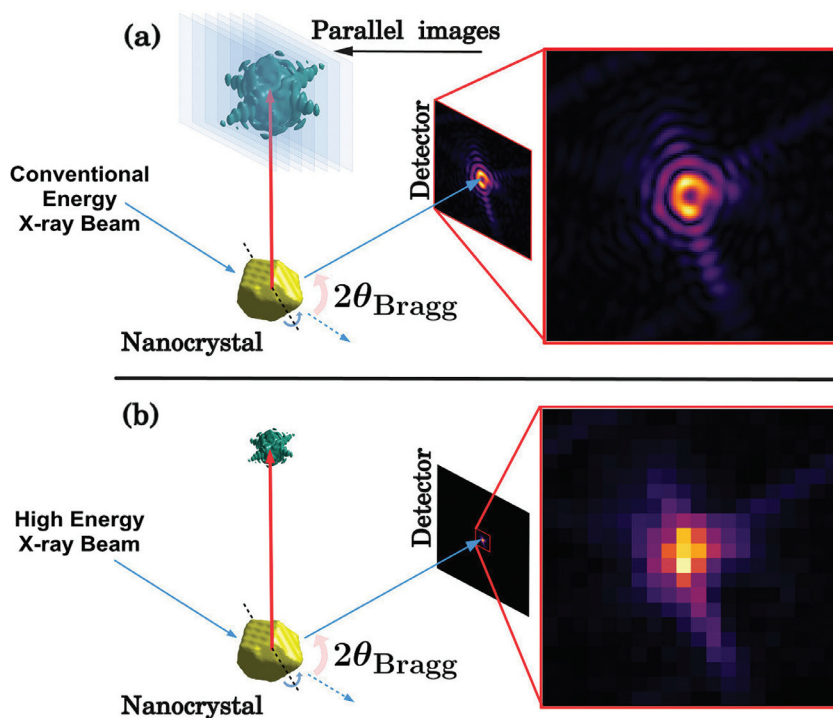 (a)
Parallel images
Detector
Conventional
Energy
X-ray Beam
2θBragg
Nanocrystal
(b)
Detector
High Energy
X-ray Beam
2θBragg
Nanocrystal